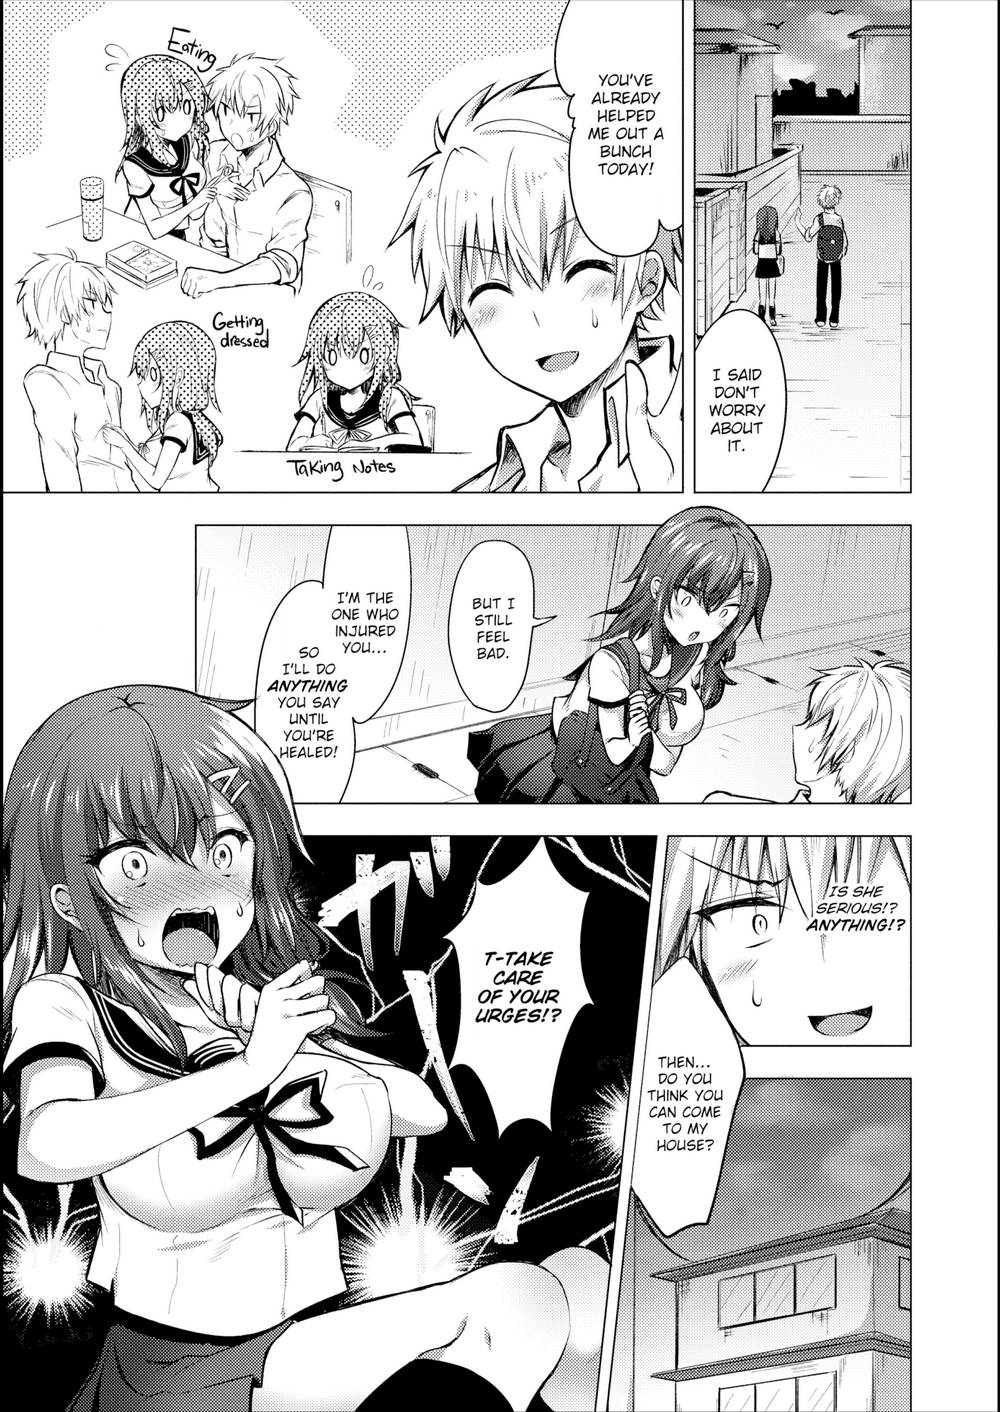 I SAID
DON'T
WORRY
ABOUT
IT.
YOU'VE
ALREADY
HELPED
ME OUT A
BUNCH
TODAY!
Eating
Getting
dressed
Taking Notes
BUT I
STILL
FEEL
BAD.
I'M THE
ONE WHO
INJURED
YOU...
SO
I'LL DO
ANYTHING
YOU SAY
UNTIL
YOU'RE
HEALED!
IS SHE
SERIOUS!?
ANYTHING!?
THEN...
DO YOU
THINK YOU
CAN COME
TO MY
HOUSE?
T-TAKE
CARE
OF YOUR
URGES!?